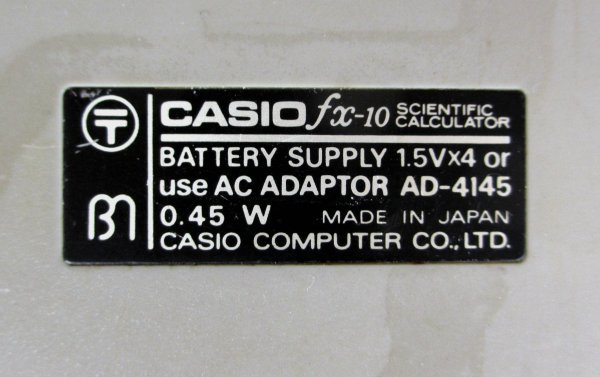 〒
CASIO fx-10 SCIENTIFIC CALCULATOR
BATTERY SUPPLY 1.5V×4 or
use AC ADAPTOR AD-4145
0.45 W MADE IN JAPAN
CASIO COMPUTER CO.,LTD.